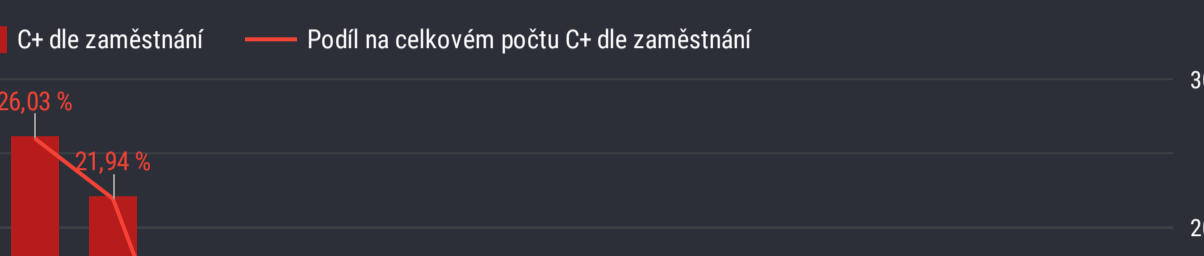 C+ dle zaměstnání
Podíl na celkovém počtu C+ dle zaměstnání
26,03 %
21,94 %